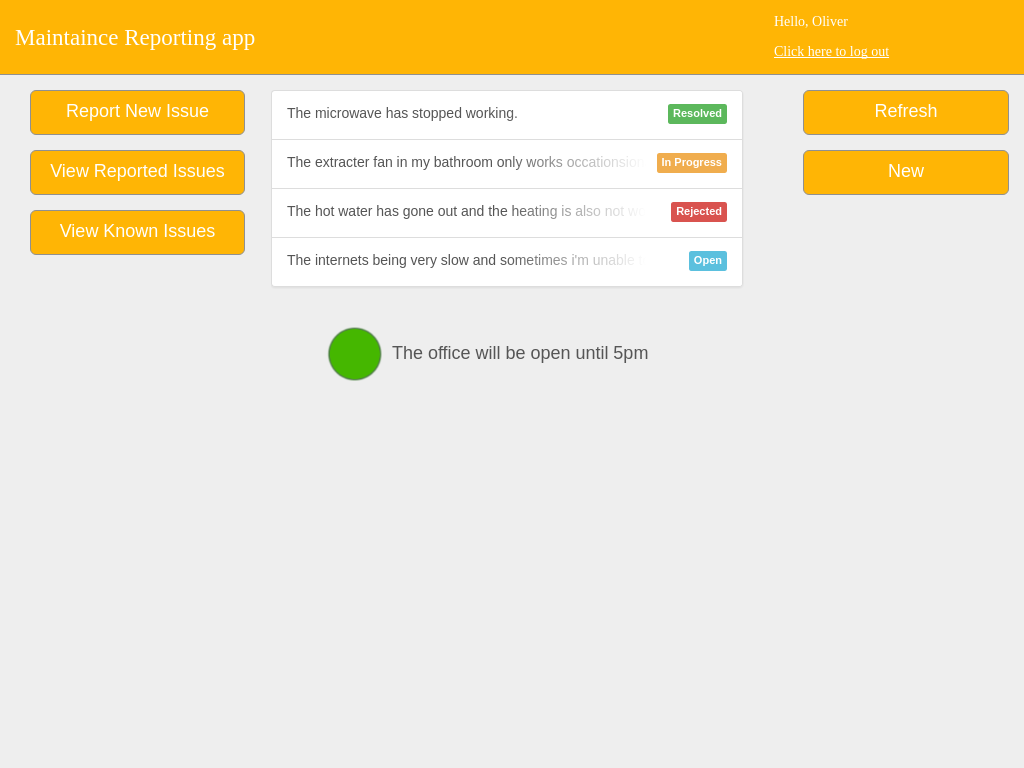 Maintaince Reporting app
Hello, Oliver
Click here to log out
Report New Issue
View Reported Issues
View Known Issues
The microwave has stopped working. Resolved
The extracter fan in my bathroom only works In Progress
The hot water has gone out and the heating is also not Rejected
The internets being very slow and sometimes i'm unable Open
Refresh
New
The office will be open until 5pm